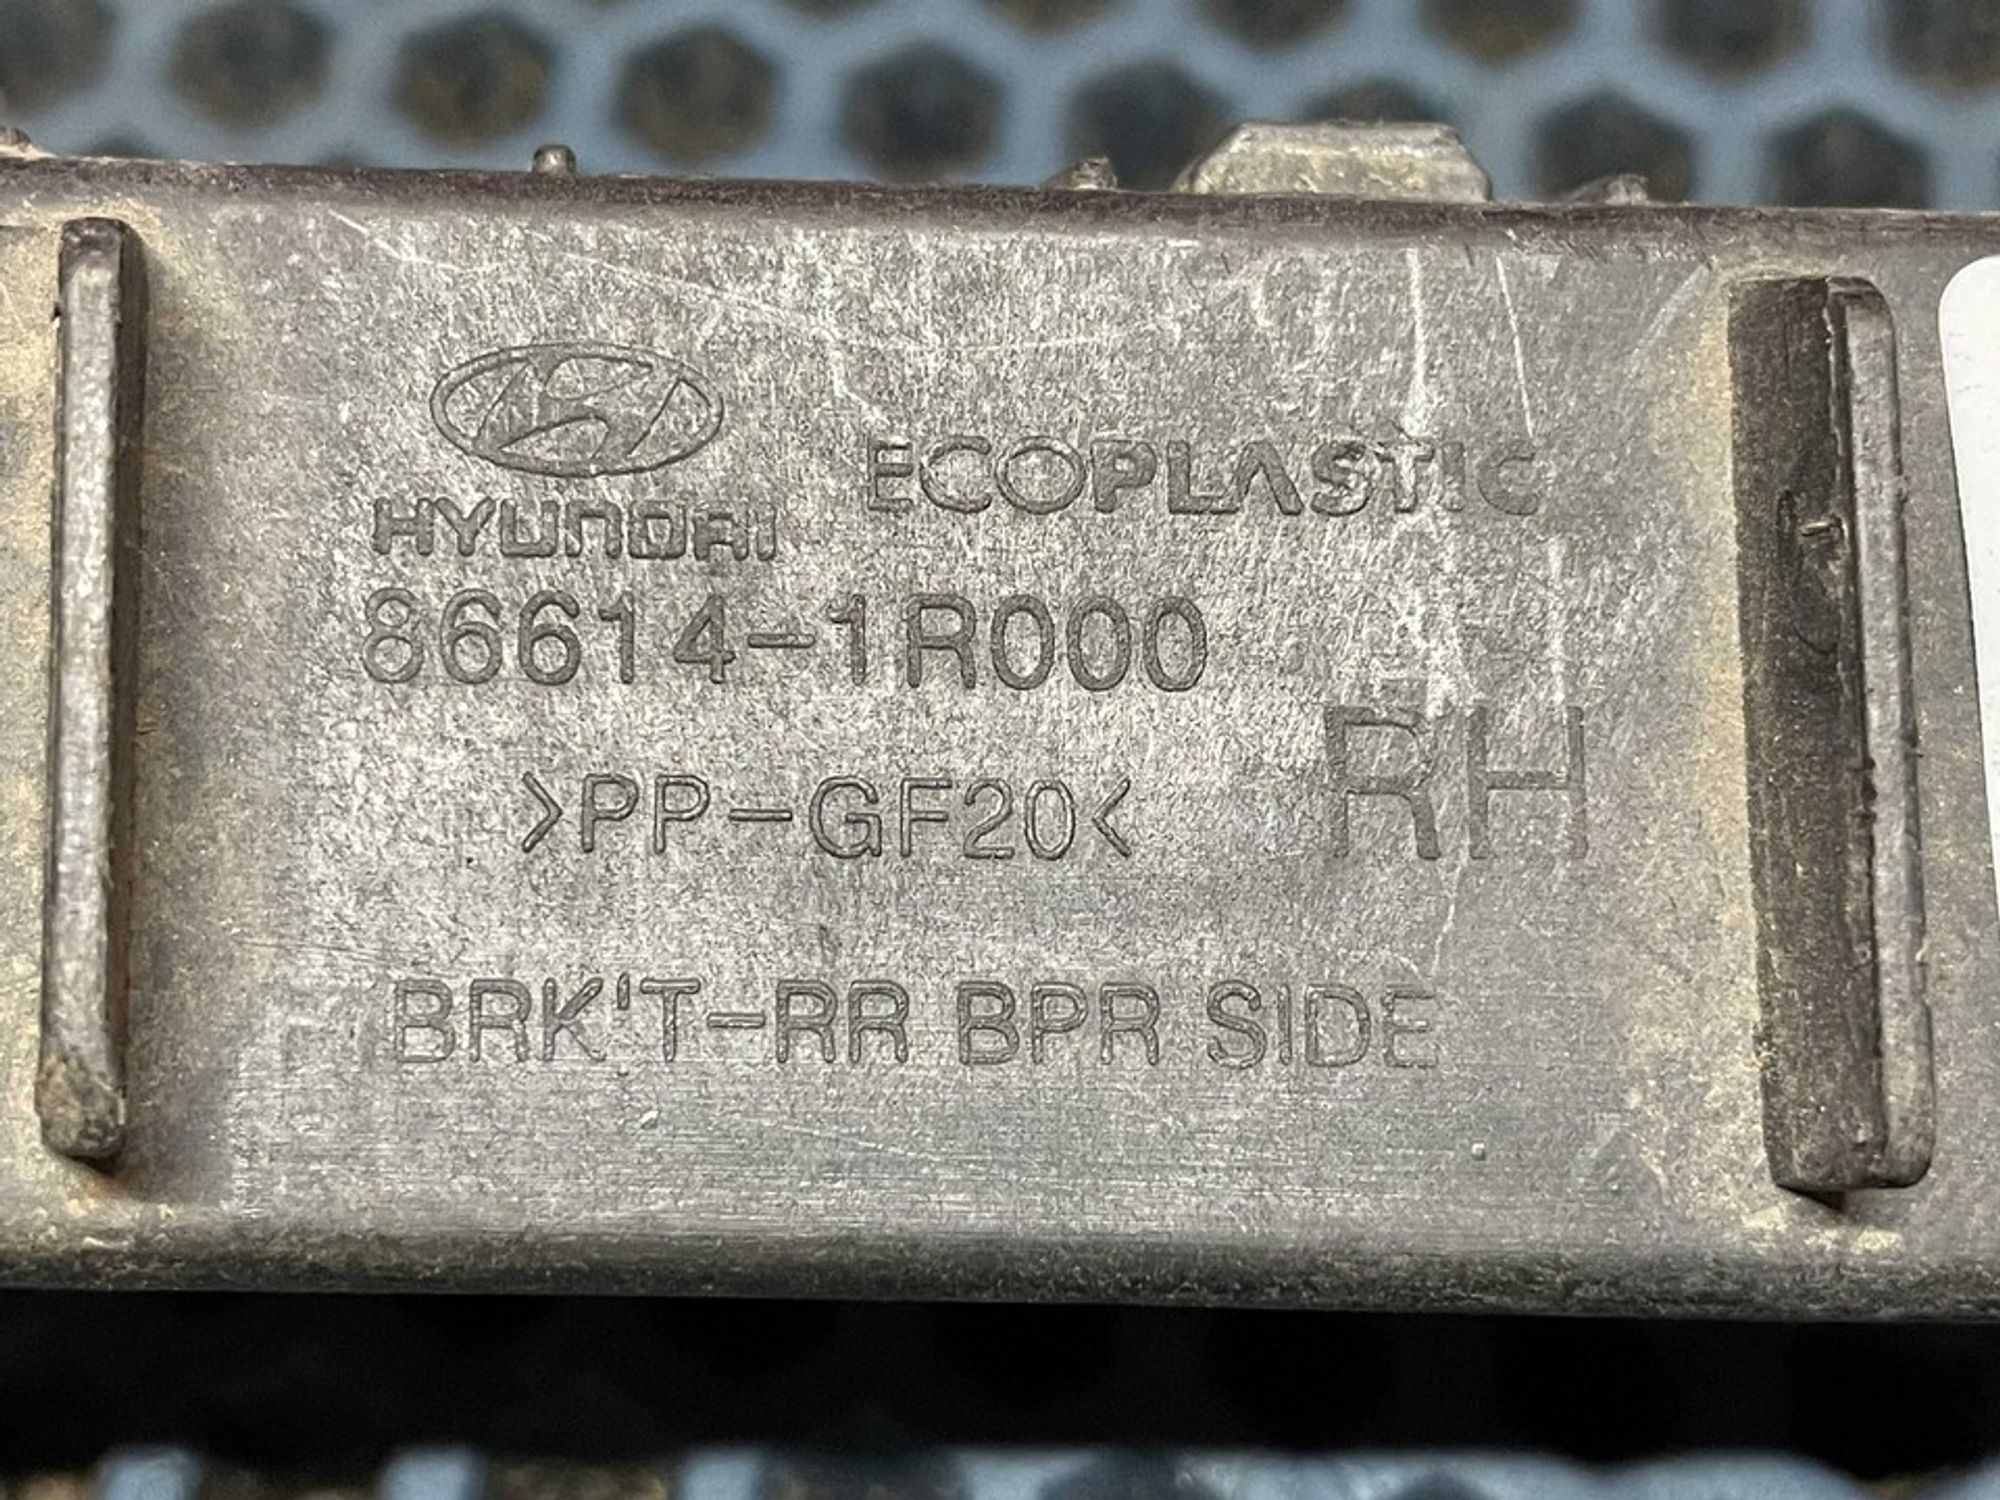 HYUNDAI
ECOPLASTIC
86614-1R000
>PP-GF20<
RH
BRK'T-RR BPR SIDE